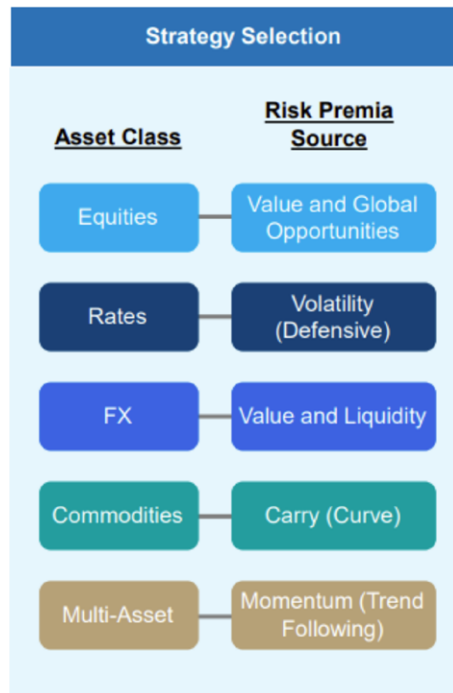 Strategy Selection
Asset Class
Risk Premia
Source
Equities
Value and Global
Opportunities
Rates
Volatility
(Defensive)
FX
Value and Liquidity
Commodities
Carry (Curve)
Multi-Asset
Momentum (Trend
Following)